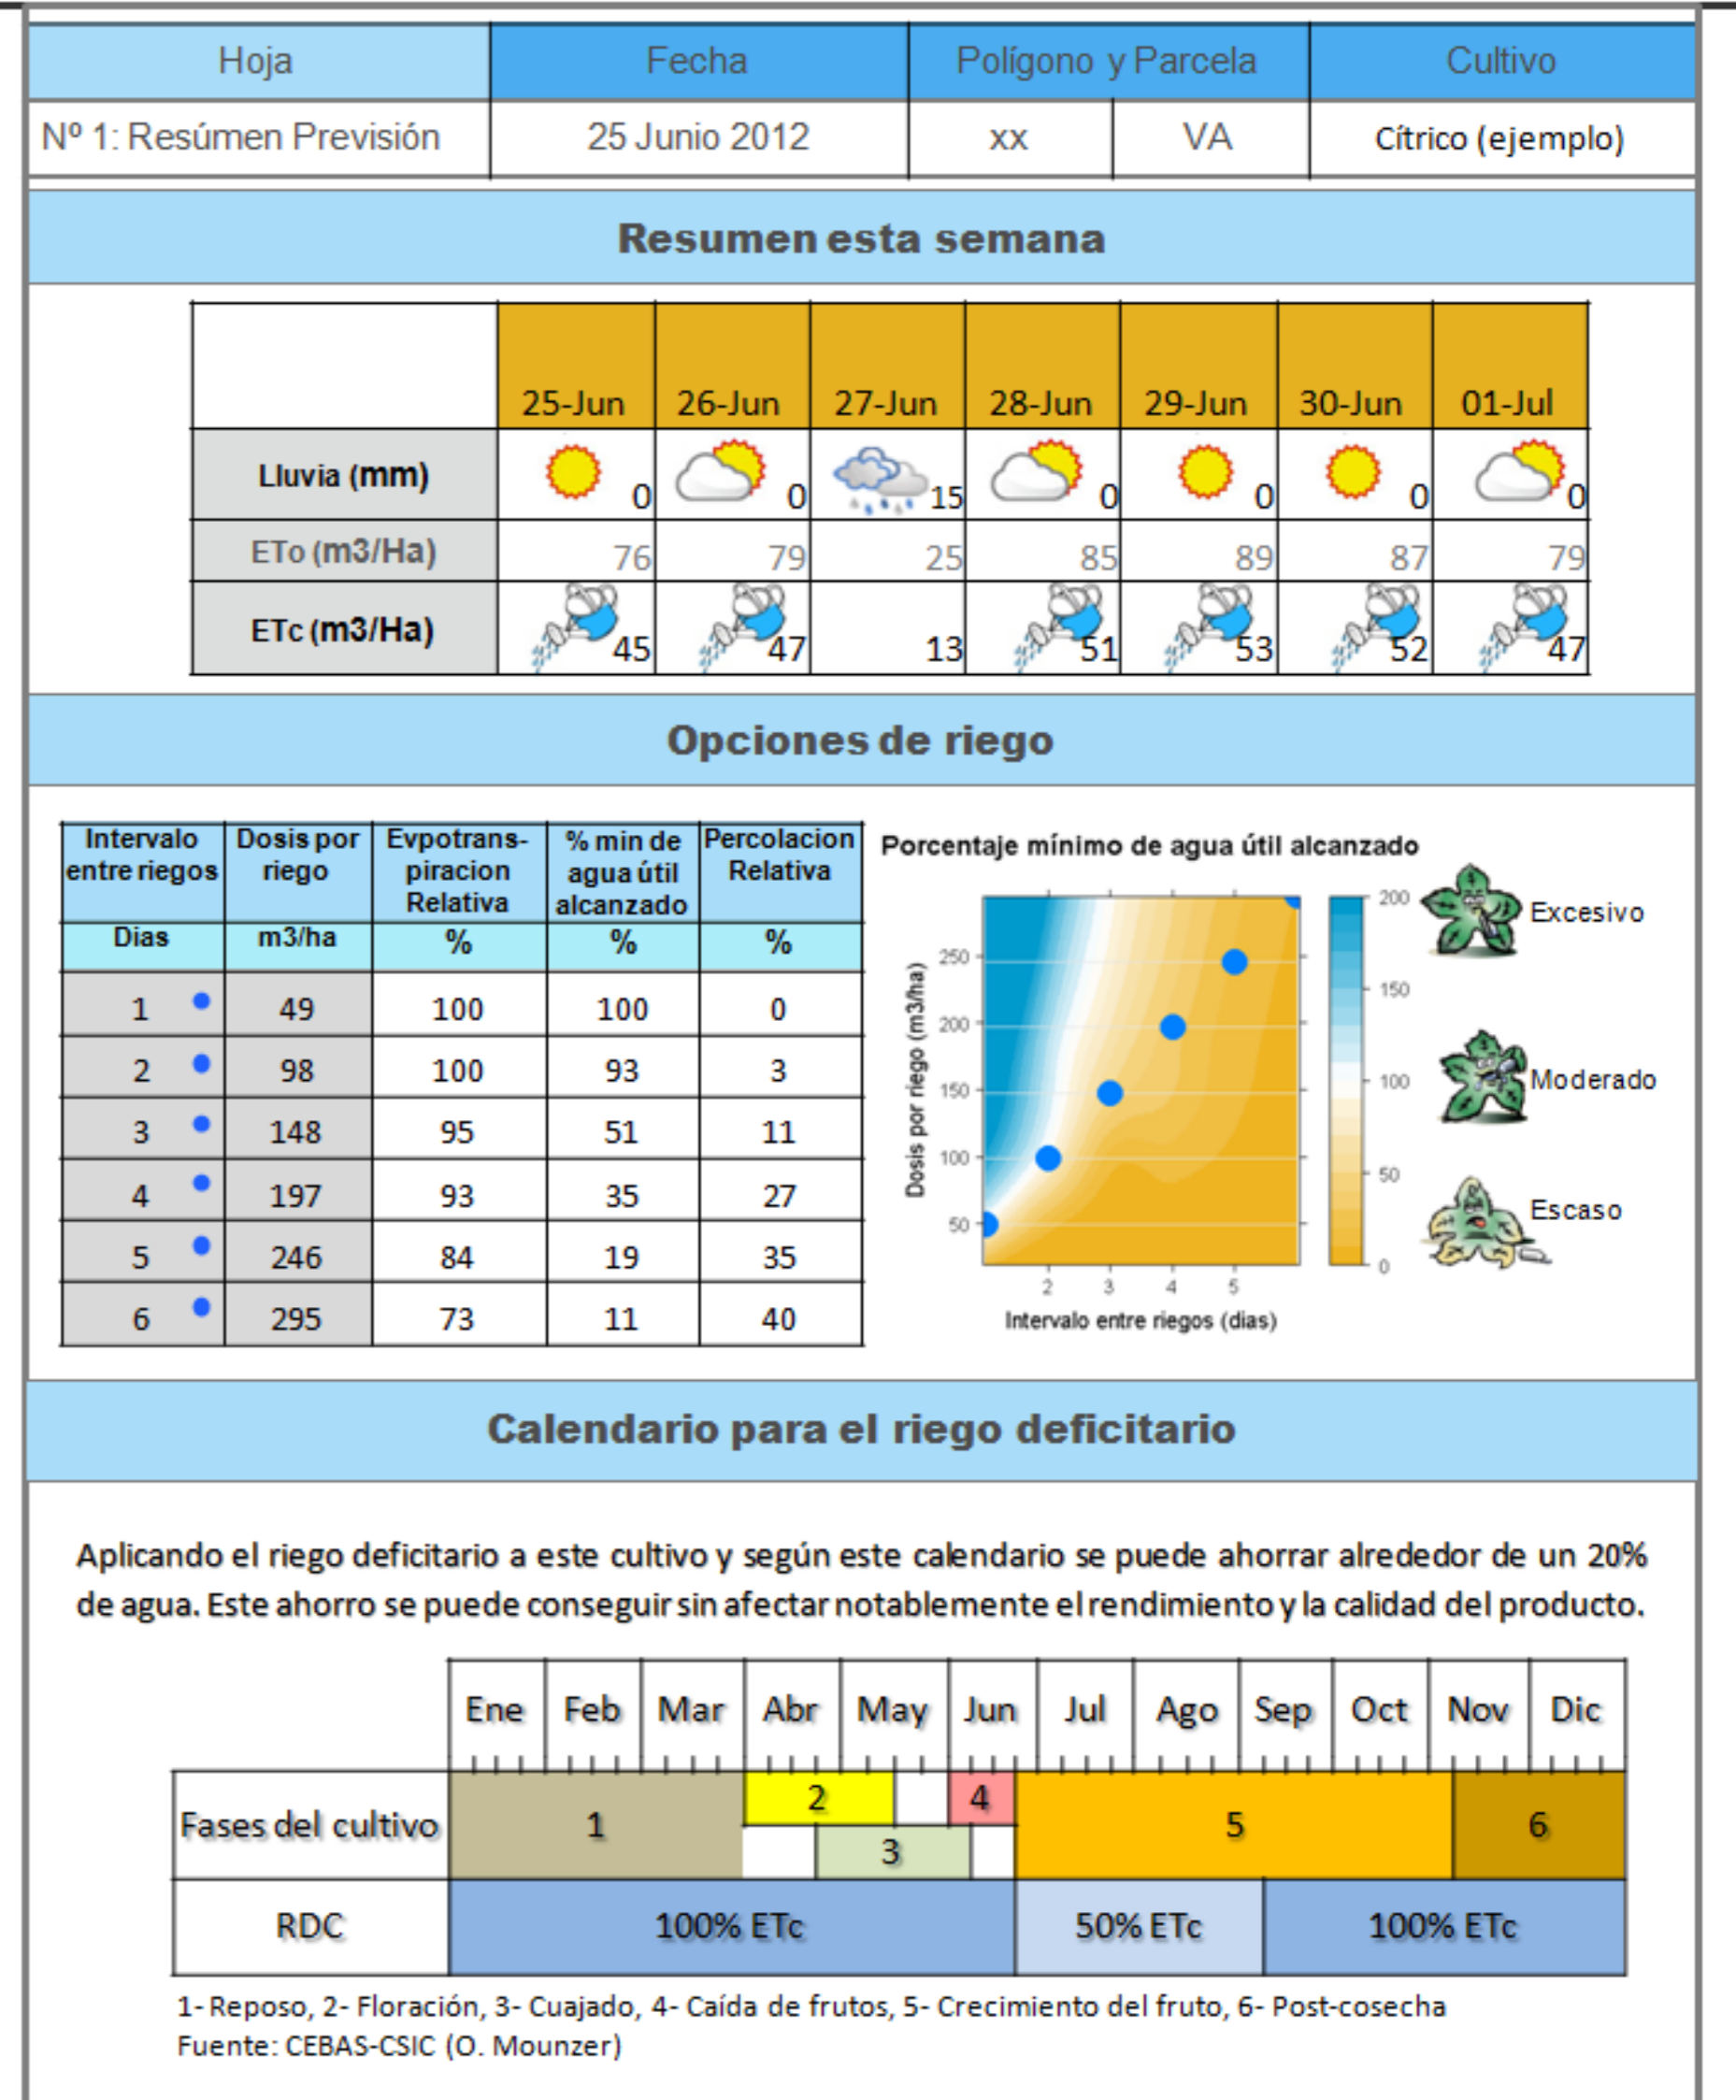 Hoja Fecha Polígono y Parcela Cultivo
Nº 1: Resúmen Previsión 25 Junio 2012 xx VA Cítrico (ejemplo)
Resumen esta semana
25-Jun 26-Jun 27-Jun 28-Jun 29-Jun 30-Jun 01-Jul
Lluvia (mm) 0 0 15 0 0 0 0
ETo (m3/Ha) 76 79 25 85 89 87 79
ETc (m3/Ha) 45 47 13 51 53 52 47
Opciones de riego
Intervalo entre riegos Dosis por riego Evpotrans-piracion Relativa % min de agua útil alcanzado Percolacion Relativa
Dias m3/ha % % %
1 49 100 100 0
2 98 100 93 3
3 148 95 51 11
4 197 93 35 27
5 246 84 19 35
6 295 73 11 40
Porcentaje mínimo de agua útil alcanzado
Dosis por riego (m3/ha)
250
200
150
100
50
2 3 4 5
Intervalo entre riegos (dias)
200
150
100
50
0
Excesivo
Moderado
Escaso
Calendario para el riego deficitario
Aplicando el riego deficitario a este cultivo y según este calendario se puede ahorrar alrededor de un 20%
de agua. Este ahorro se puede conseguir sin afectar notablemente el rendimiento y la calidad del producto.
Ene Feb Mar Abr May Jun Jul Ago Sep Oct Nov Dic
Fases del cultivo 1 2 3 4 5 6
RDC 100% ETc 50% ETc 100% ETc
1- Reposo, 2- Floración, 3- Cuajado, 4- Caída de frutos, 5- Crecimiento del fruto, 6- Post-cosecha
Fuente: CEBAS-CSIC (O. Mounzer)